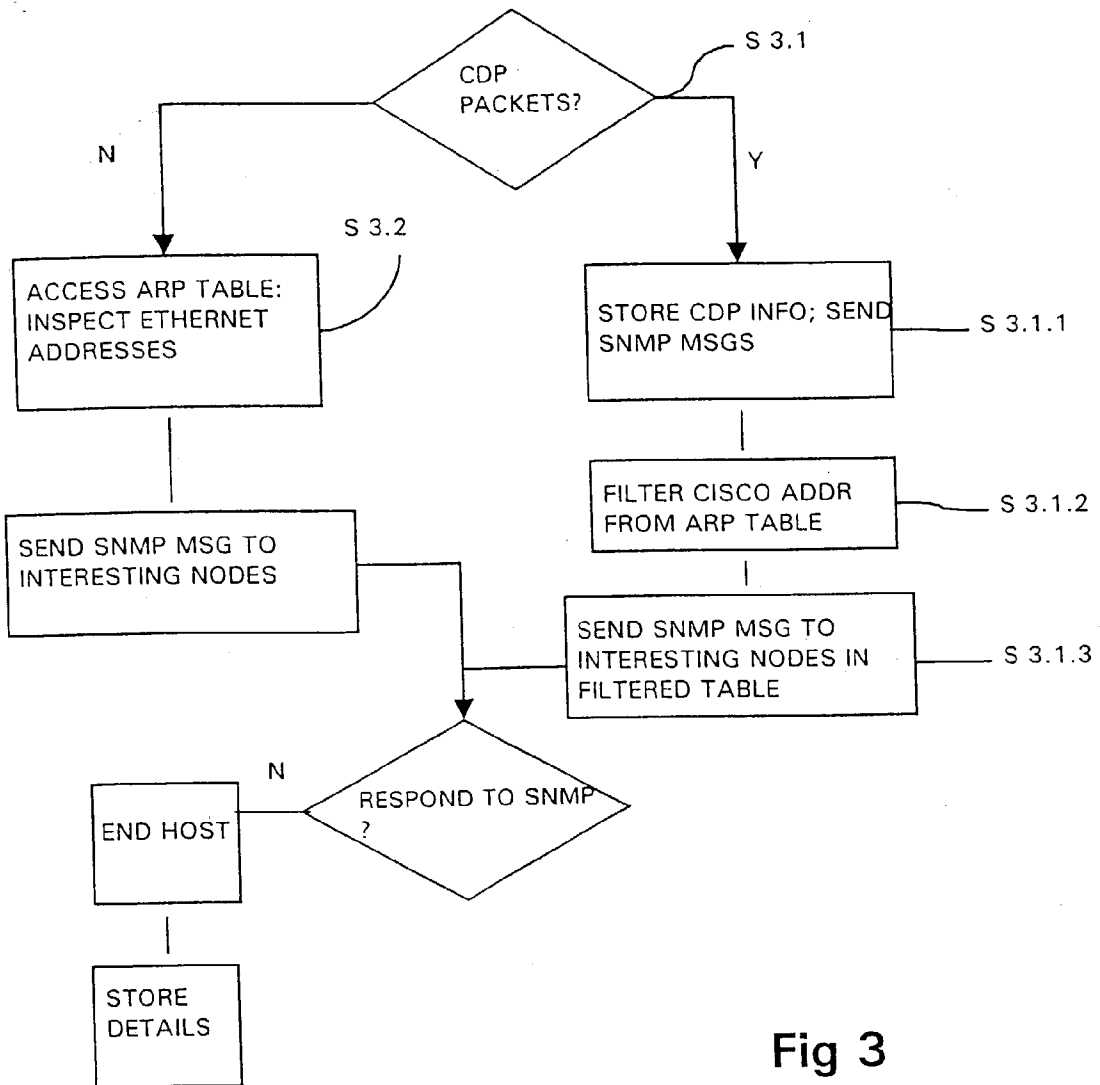 S 3.1
CDP
PACKETS?
N
Y
S 3.2
ACCESS ARP TABLE:
INSPECT ETHERNET
ADDRESSES
STORE CDP INFO; SEND
SNMP MSGS
S 3.1.1
FILTER CISCO ADDR
FROM ARP TABLE
S 3.1.2
SEND SNMP MSG TO
INTERESTING NODES
SEND SNMP MSG TO
INTERESTING NODES IN
FILTERED TABLE
S 3.1.3
N
RESPOND TO SNMP
?
END HOST
STORE
DETAILS
Fig 3